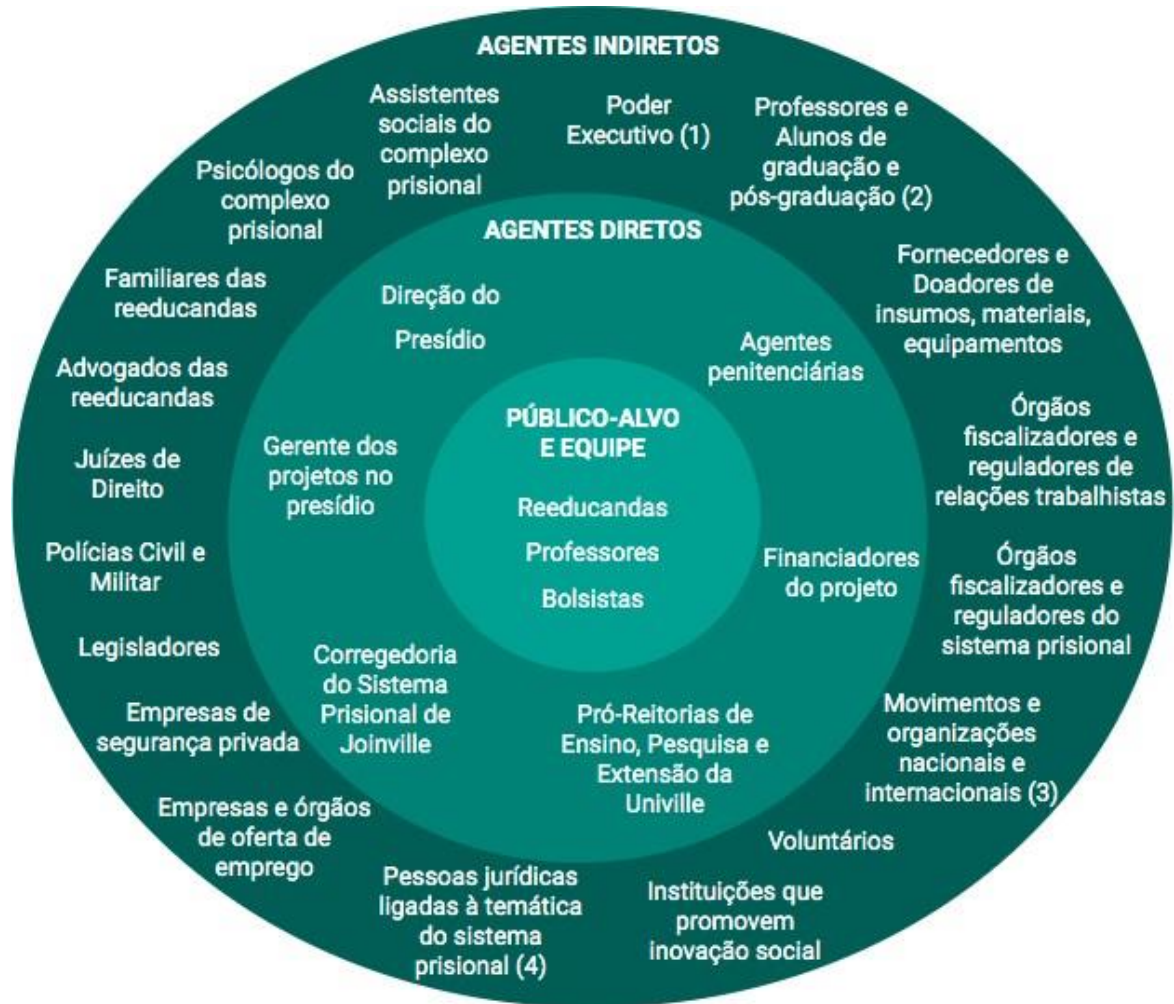 AGENTES INDIRETOS
Assistentes
sociais do
complexo
prisional
Poder
Executivo (1)
Professores e
Alunos de
graduação e
pós-graduação (2)
Psicólogos do
complexo
prisional
Familiares das
reeducandas
Advogados das
reeducandas
Juízes de
Direito
Polícias Civil e
Militar
Legisladores
Empresas de
segurança privada
Empresas e órgãos
de oferta de
emprego
Pessoas jurídicas
ligadas à temática
do sistema
prisional (4)
Instituições que
promovem
inovação social
Voluntários
Movimentos e
organizações
nacionais e
internacionais (3)
Órgãos
fiscalizadores e
reguladores do
sistema prisional
Órgãos
fiscalizadores e
reguladores de
relações trabalhistas
Fornecedores e
Doadores de
insumos, materiais,
equipamentos
AGENTES DIRETOS
Direção do
Presídio
Agentes
penitenciárias
Gerente dos
projetos no
presídio
Financiadores
do projeto
Corregedoria
do Sistema
Prisional de
Joinville
Pró-Reitorias de
Ensino, Pesquisa e
Extensão da
Univille
PÚBLICO-ALVO
E EQUIPE
Reeducandas
Professores
Bolsistas